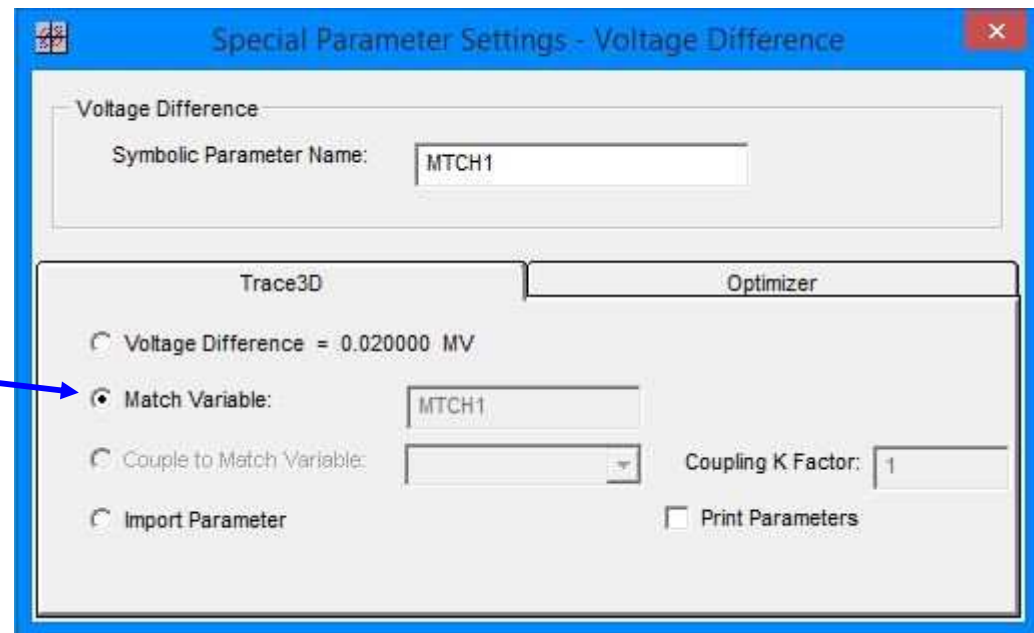 Special Parameter Settings - Voltage Difference
Voltage Difference
Symbolic Parameter Name: MTCH1
Trace3D Optimizer
Voltage Difference = 0.020000 MV
Match Variable: MTCH1
Couple to Match Variable: Coupling K Factor: 1
Import Parameter Print Parameters